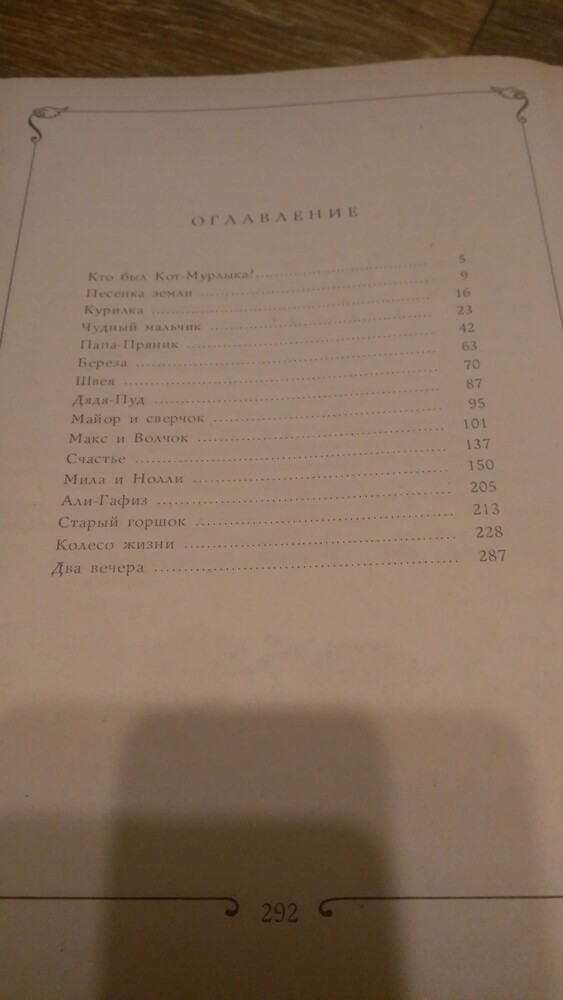 ОГЛАВЛЕНИЕ
Кто был Кот-Мурлыка? 5
Песенка земли 9
Курилка 16
Чудный мальчик 23
Папа-Пряник 42
Береза 63
Швея 70
Дядя-Пуд 87
Майор и сверчок 95
Макс и Волчок 101
Счастье 137
Мила и Нолли 150
Али-Гафиз 205
Старый горшок 213
Колесо жизни 228
Два вечера 287
292